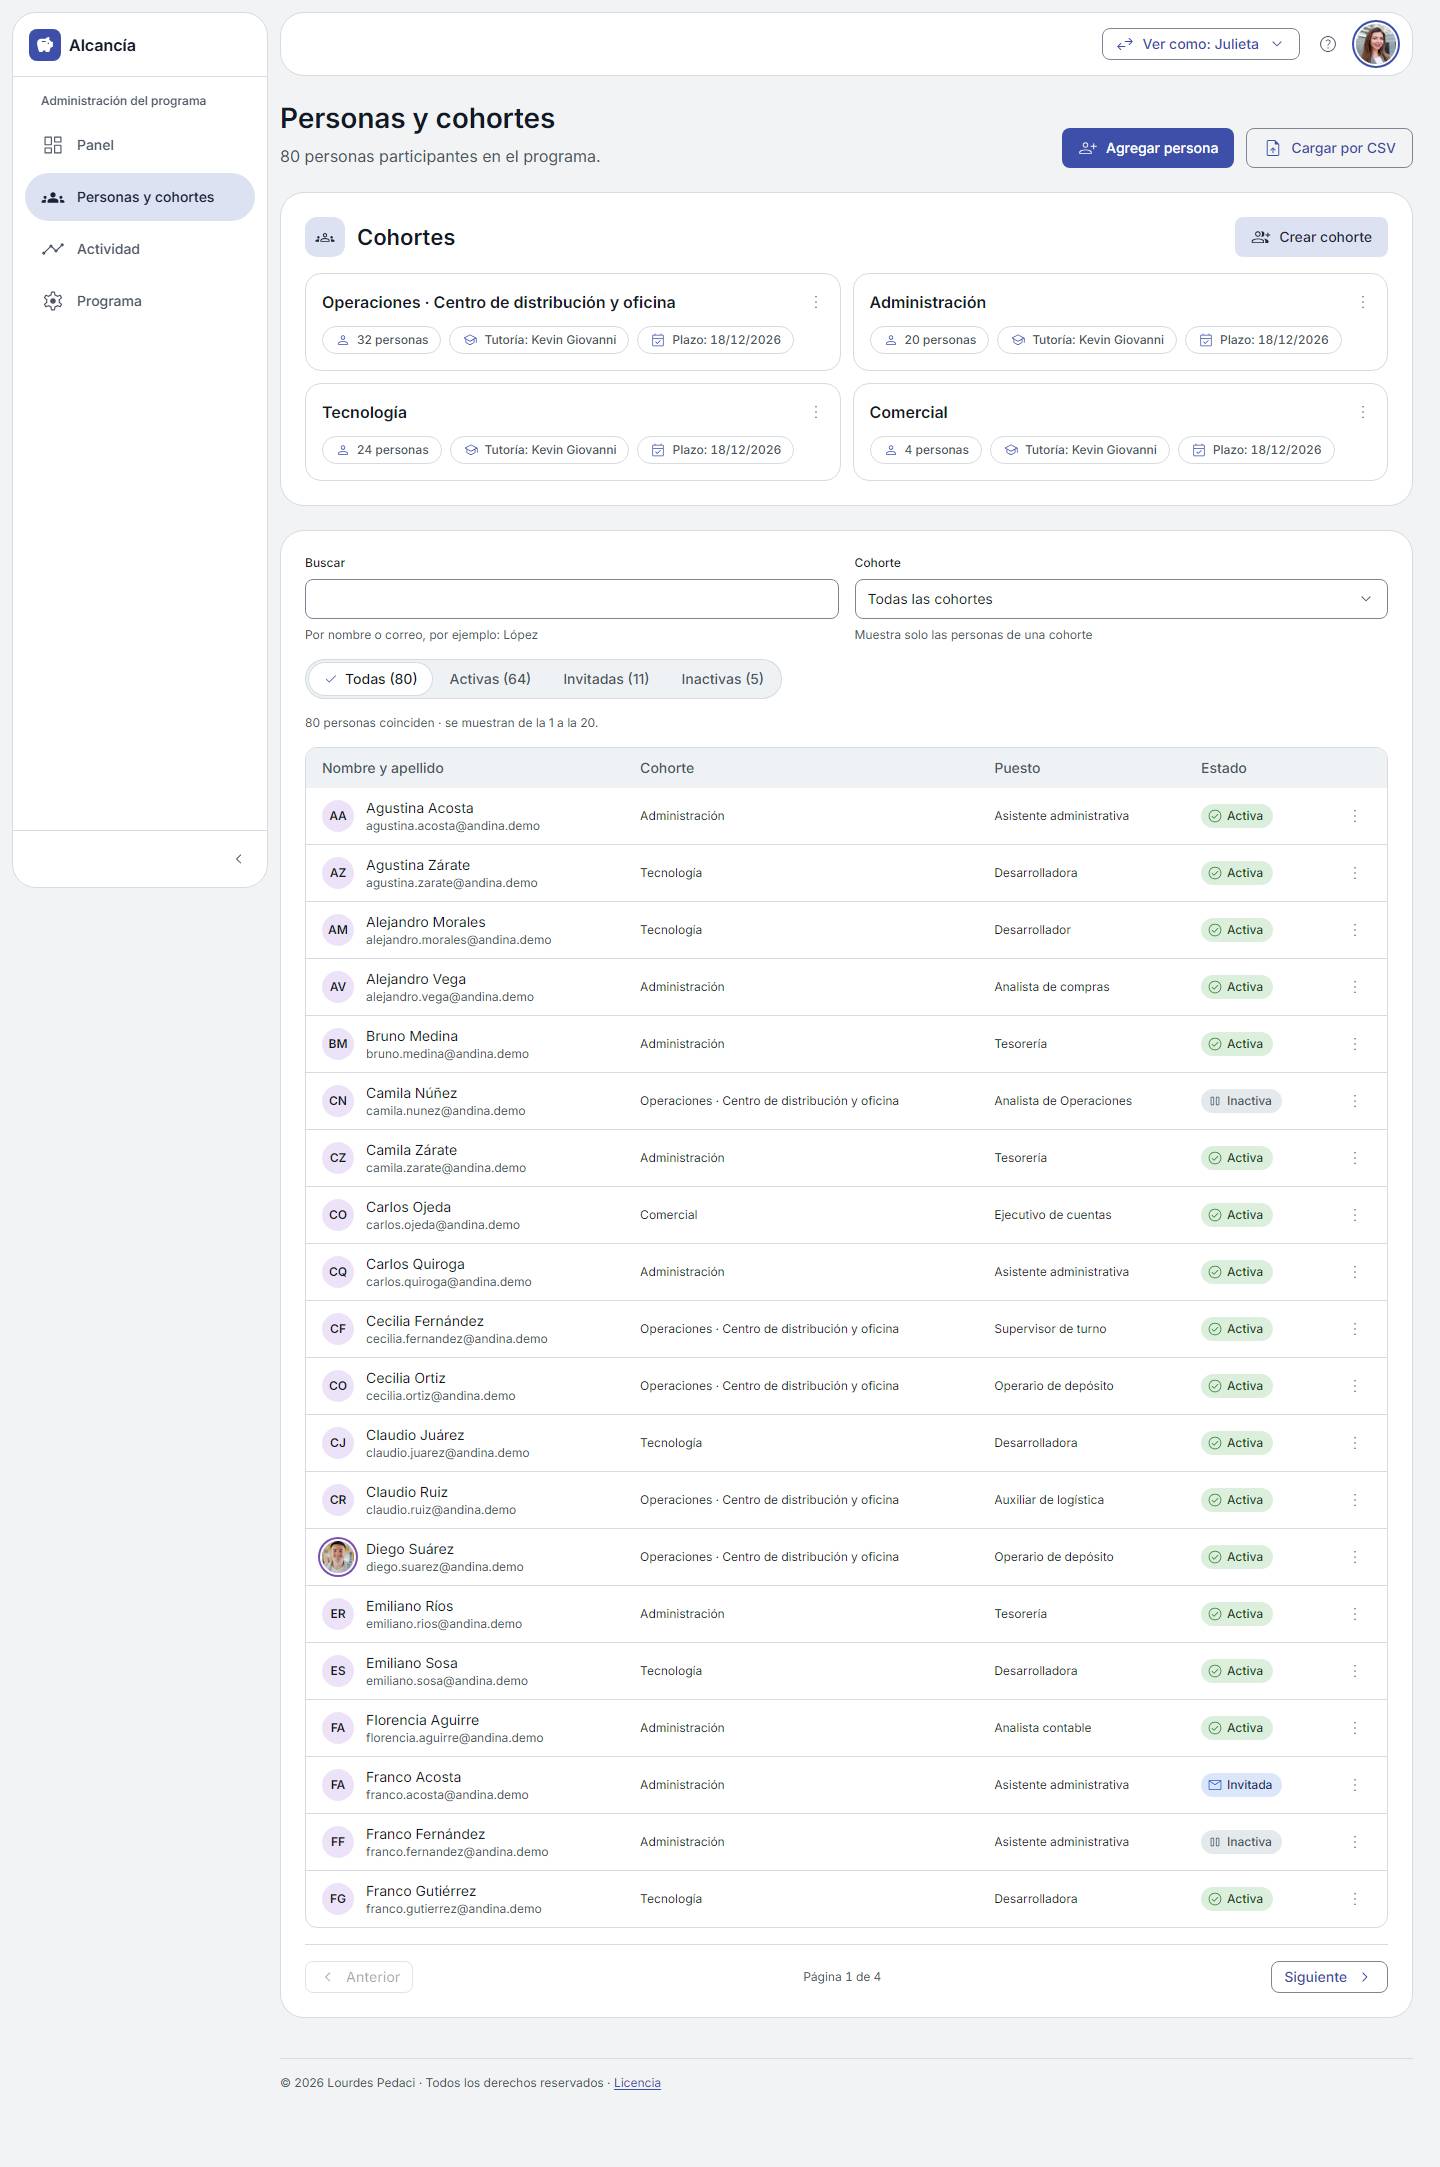 Alcancía
Ver como: Julieta
Administración del programa
Panel
Personas y cohortes
Actividad
Programa
Personas y cohortes
80 personas participantes en el programa.
Agregar persona
Cargar por CSV
Cohortes
Crear cohorte
Operaciones · Centro de distribución y oficina
32 personas
Tutoría: Kevin Giovanni
Plazo: 18/12/2026
Administración
20 personas
Tutoría: Kevin Giovanni
Plazo: 18/12/2026
Tecnología
24 personas
Tutoría: Kevin Giovanni
Plazo: 18/12/2026
Comercial
4 personas
Tutoría: Kevin Giovanni
Plazo: 18/12/2026
Buscar
Por nombre o correo, por ejemplo: López
Cohorte
Todas las cohortes
Muestra solo las personas de una cohorte
Todas (80)
Activas (64)
Invitadas (11)
Inactivas (5)
80 personas coinciden · se muestran de la 1 a la 20.
Nombre y apellido Cohorte Puesto Estado
AA Agustina Acosta Administración Asistente administrativa Activa
agustina.acosta@andina.demo
AZ Agustina Zárate Tecnología Desarrolladora Activa
agustina.zarate@andina.demo
AM Alejandro Morales Tecnología Desarrollador Activa
alejandro.morales@andina.demo
AV Alejandro Vega Administración Analista de compras Activa
alejandro.vega@andina.demo
BM Bruno Medina Administración Tesorería Activa
bruno.medina@andina.demo
CN Camila Núñez Operaciones · Centro de distribución y oficina Analista de Operaciones Inactiva
camila.nunez@andina.demo
CZ Camila Zárate Administración Tesorería Activa
camila.zarate@andina.demo
CO Carlos Ojeda Comercial Ejecutivo de cuentas Activa
carlos.ojeda@andina.demo
CQ Carlos Quiroga Administración Asistente administrativa Activa
carlos.quiroga@andina.demo
CF Cecilia Fernández Operaciones · Centro de distribución y oficina Supervisor de turno Activa
cecilia.fernandez@andina.demo
CO Cecilia Ortiz Operaciones · Centro de distribución y oficina Operario de depósito Activa
cecilia.ortiz@andina.demo
CJ Claudio Juárez Tecnología Desarrolladora Activa
claudio.juarez@andina.demo
CR Claudio Ruiz Operaciones · Centro de distribución y oficina Auxiliar de logística Activa
claudio.ruiz@andina.demo
Diego Suárez Operaciones · Centro de distribución y oficina Operario de depósito Activa
diego.suarez@andina.demo
ER Emiliano Ríos Administración Tesorería Activa
emiliano.rios@andina.demo
ES Emiliano Sosa Tecnología Desarrolladora Activa
emiliano.sosa@andina.demo
FA Florencia Aguirre Administración Analista contable Activa
florencia.aguirre@andina.demo
FA Franco Acosta Administración Asistente administrativa Invitada
franco.acosta@andina.demo
FF Franco Fernández Administración Asistente administrativa Inactiva
franco.fernandez@andina.demo
FG Franco Gutiérrez Tecnología Desarrolladora Activa
franco.gutierrez@andina.demo
Anterior
Página 1 de 4
Siguiente
© 2026 Lourdes Pedaci · Todos los derechos reservados · Licencia